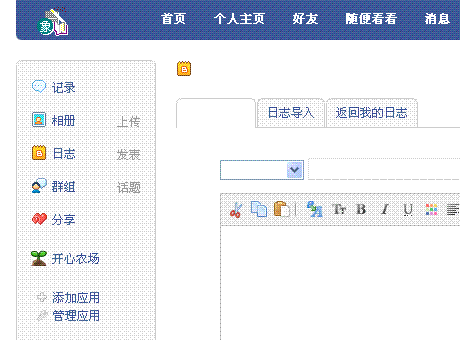 首页 个人主页 好友 随便看看 消息
记录
相册 上传
日志 发表
群组 话题
分享
开心农场
添加应用
管理应用
日志导入 返回我的日志
Tт B I U